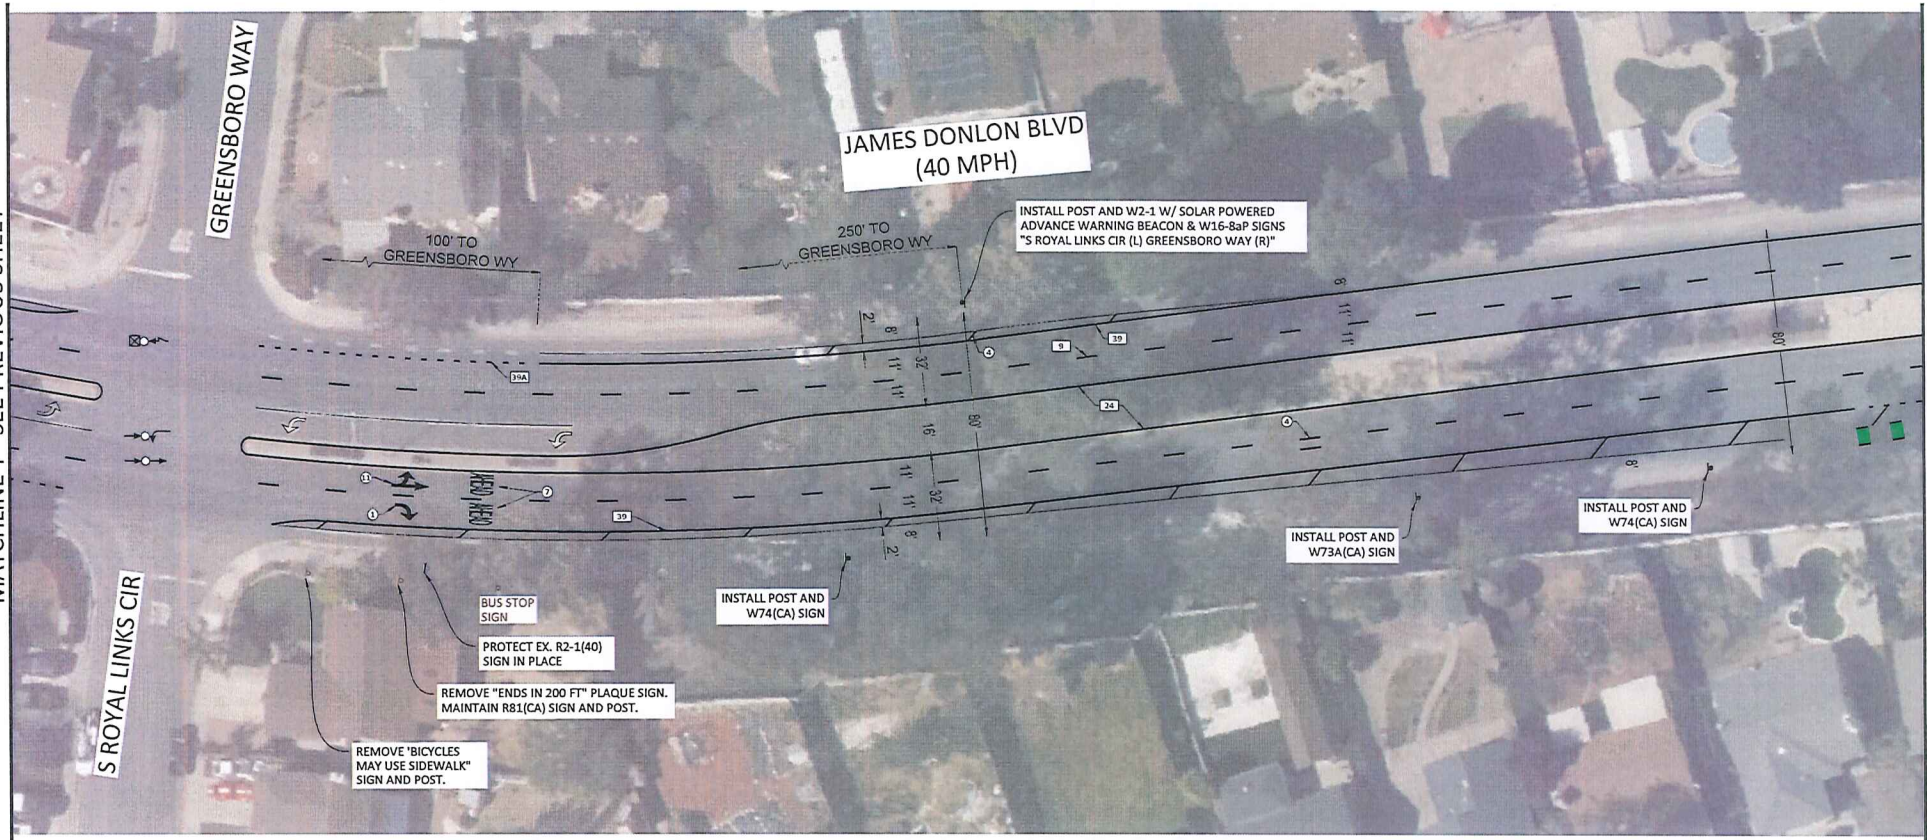 GREENSBORO WAY
JAMES DONLON BLVD
(40 MPH)
INSTALL POST AND W2-1 W/ SOLAR POWERED
ADVANCE WARNING BEACON & W16-8aP SIGNS
"S ROYAL LINKS CIR (L) GREENSBORO WAY (R)"
100' TO
GREENSBORO WY
250' TO
GREENSBORO WY
2'
8'
11'
11'
32'
4
9
39
8'
11'
11'
80'
39A
24
16'
80'
4
11
1
KEEP KEEP
7
39
11'
11'
32'
8'
2'
8'
INSTALL POST AND
W74(CA) SIGN
INSTALL POST AND
W73A(CA) SIGN
INSTALL POST AND
W74(CA) SIGN
BUS STOP
SIGN
PROTECT EX. R2-1(40)
SIGN IN PLACE
REMOVE "ENDS IN 200 FT" PLAQUE SIGN.
MAINTAIN R81(CA) SIGN AND POST.
REMOVE 'BICYCLES
MAY USE SIDEWALK"
SIGN AND POST.
S ROYAL LINKS CIR